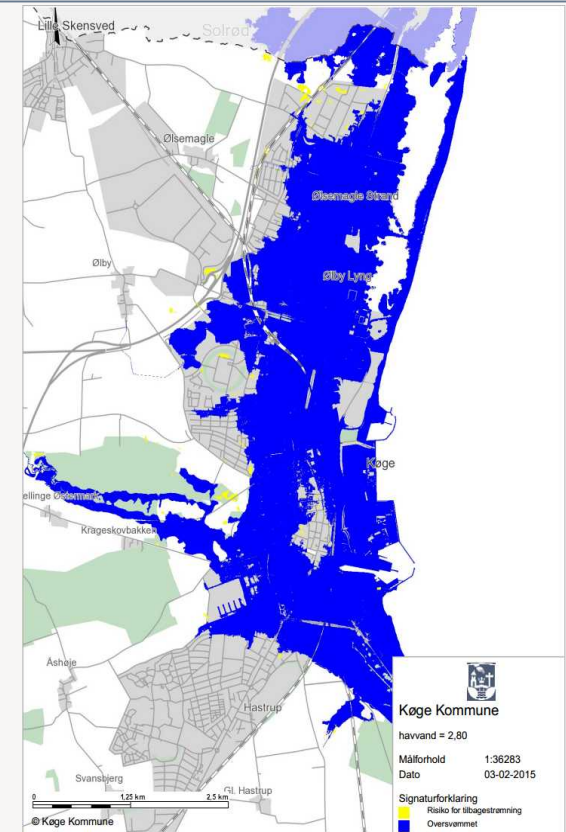 Lille Skensved
Solrød
Ølsemagle
Ølsemagle Strand
Ølby
Ølby Lyng
Køge
ellinge Østermark
Krageskovbakken
Åshøje
Hastrup
Svansbjerg
Gl. Hastrup
0 1,25 km 2,5 km
© Køge Kommune
Køge Kommune
havvand = 2,80
Målforhold 1:36283
Dato 03-02-2015
Signaturforklaring
Risiko for tilbagestrømning
Oversvømmet